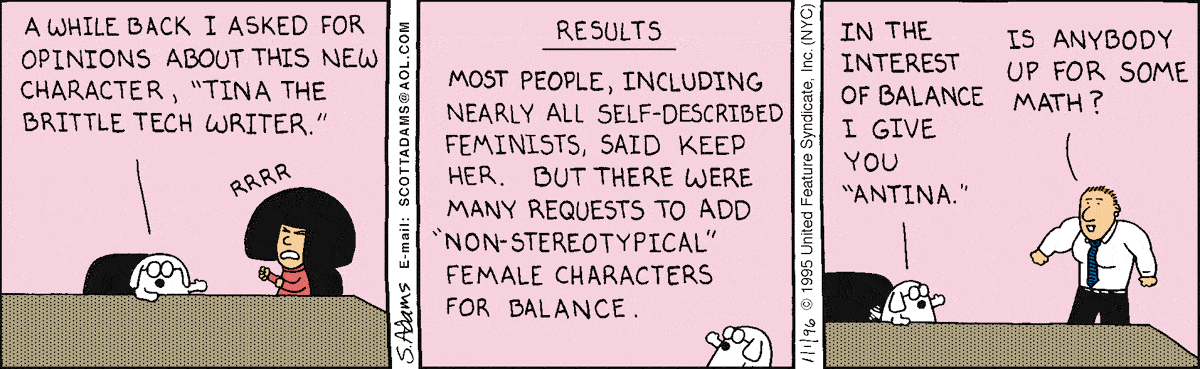 A WHILE BACK I ASKED FOR
OPINIONS ABOUT THIS NEW
CHARACTER, "TINA THE
BRITTLE TECH WRITER."
RRRR
S.Adams E-mail: SCOTTADAMS@AOL.COM
RESULTS
MOST PEOPLE, INCLUDING
NEARLY ALL SELF-DESCRIBED
FEMINISTS, SAID KEEP
HER. BUT THERE WERE
MANY REQUESTS TO ADD
"NON-STEREOTYPICAL"
FEMALE CHARACTERS
FOR BALANCE.
1/1/96 © 1995 United Feature Syndicate, Inc. (NYC)
IN THE
INTEREST
OF BALANCE
I GIVE
YOU
"ANTINA."
IS ANYBODY
UP FOR SOME
MATH?